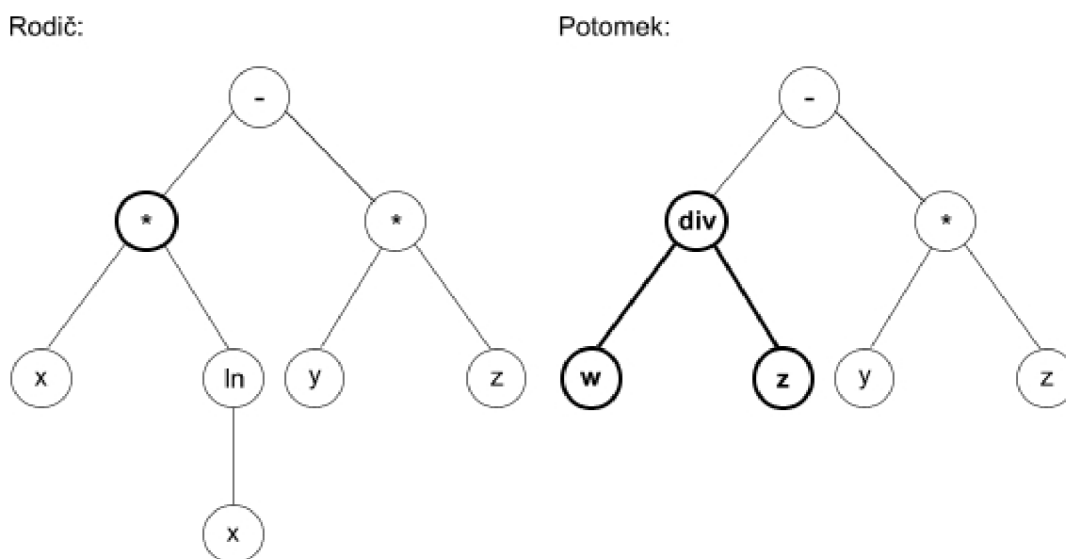 Rodič: Potomek:
- -
* * div *
x ln y z w z y z
x